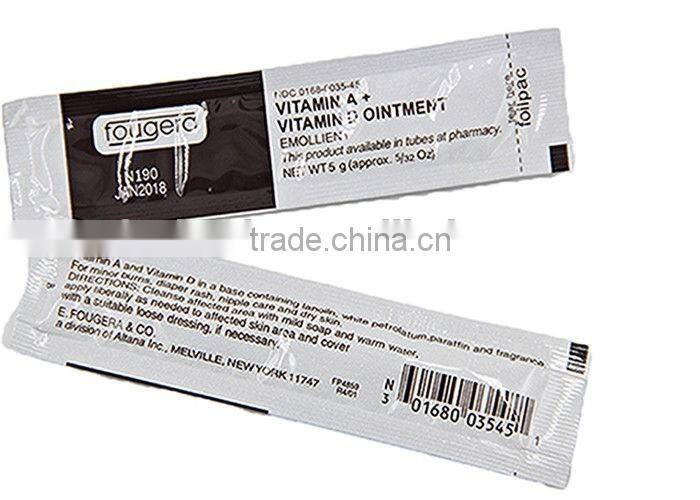 fougera
N190
JAN2018
NDC 0168-0035-45
VITAMIN A +
VITAMIN D OINTMENT
EMOLLIENT
This product available in tubes at pharmacy.
NET WT 5 g (approx. 5/32 Oz)
tear here
foilpac
trade.china.cn
Vitamin A and Vitamin D in a base containing lanolin, white petrolatum, paraffin and fragrance.
For minor burns, diaper rash, nipple care and dry skin.
DIRECTIONS: Cleanse affected area with mild soap and warm water,
apply liberally as needed to affected skin area and cover
with a suitable loose dressing, if necessary.
E. FOUGERA & CO.
a division of Altana Inc., MELVILLE, NEW YORK 11747
FP4859
R4/01
N
3
01680 03545
1